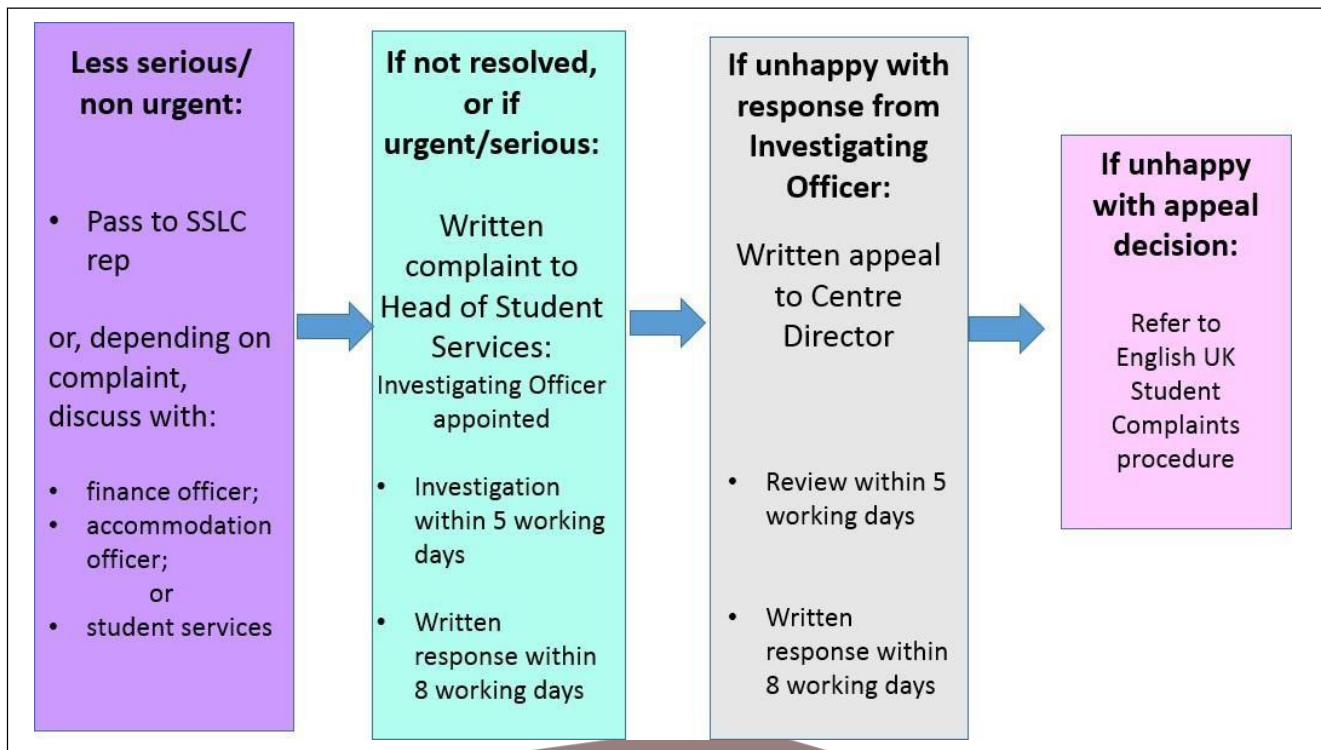 Less serious/
non urgent:
• Pass to SSLC
rep
or, depending on
complaint,
discuss with:
• finance officer;
• accommodation
officer;
or
• student services
If not resolved,
or if
urgent/serious:
Written
complaint to
Head of Student
Services:
Investigating Officer
appointed
• Investigation
within 5 working
days
• Written
response within
8 working days
If unhappy with
response from
Investigating
Officer:
Written appeal
to Centre
Director
• Review within 5
working days
• Written
response within
8 working days
If unhappy
with appeal
decision:
Refer to
English UK
Student
Complaints
procedure